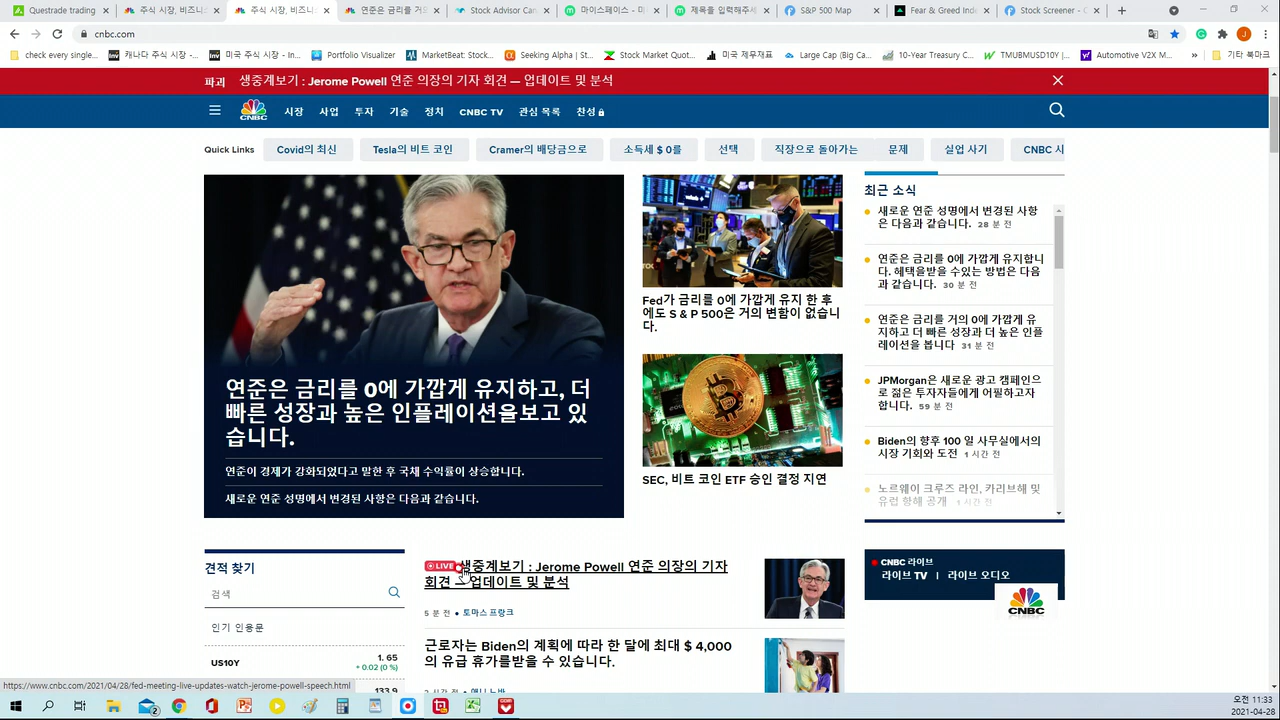 Questrade trading
주식 시장, 비즈니스
주식 시장, 비즈니스
연준은 금리를 0에 가
Stock Advisor Can
마이스페이스 - 마
제목을 입력해주세
S&P 500 Map
Fear & Greed Ind
Stock Screener - O
cnbc.com
check every single...
캐나다 주식 시장 -...
미국 주식 시장 - In...
Portfolio Visualizer
MarketBeat: Stock...
Seeking Alpha | St...
Stock Market Quot...
미국 재무제표
Large Cap (Big Ca...
10-Year Treasury C...
TMUBMUSD10Y |...
Automotive V2X M...
기타 북마크
파괴 생중계보기 : Jerome Powell 연준 의장의 기자 회견 — 업데이트 및 분석
CNBC
시장 사업 투자 기술 정치 CNBC TV 관심 목록 찬성
Quick Links Covid의 최신 Tesla의 비트 코인 Cramer의 배당금으로 소득세 $ 0를 선택 직장으로 돌아가는 문제 실업 사기 CNBC 시
연준은 금리를 0에 가깝게 유지하고, 더
빠른 성장과 높은 인플레이션을보고 있
습니다.
연준이 경제가 강화되었다고 말한 후 국채 수익률이 상승합니다.
새로운 연준 성명에서 변경된 사항은 다음과 같습니다.
Fed가 금리를 0에 가깝게 유지 한 후
에도 S & P 500은 거의 변함이 없습니
다.
SEC, 비트 코인 ETF 승인 결정 지연
최근 소식
새로운 연준 성명에서 변경된 사항
은 다음과 같습니다. 28 분 전
연준은 금리를 0에 가깝게 유지합니
다. 혜택을받을 수있는 방법은 다음
과 같습니다. 30 분 전
연준은 금리를 거의 0에 가깝게 유
지하고 더 빠른 성장과 더 높은 인플
레이션을 봅니다 31 분 전
JPMorgan은 새로운 광고 캠페인으
로 젊은 투자자들에게 어필하고자
합니다. 59 분 전
Biden의 향후 100 일 사무실에서의
시장 기회와 도전 1 시간 전
노르웨이 크루즈 라인, 카리브해 및
유럽 항해 공개 1 시간 전
견적 찾기
검색
인기 인용문
US10Y 1.65
+ 0.02 (0 %)
133.9
LIVE 생중계보기 : Jerome Powell 연준 의장의 기자
회견 — 업데이트 및 분석
5 분 전 • 토마스 프랑크
근로자는 Biden의 계획에 따라 한 달에 최대 $ 4,000
의 유급 휴가를받을 수 있습니다.
CNBC 라이브
라이브 TV | 라이브 오디오
CNBC
https://www.cnbc.com/2021/04/28/fed-meeting-live-updates-watch-jerome-powell-speech.html
오전 11:33
2021-04-28